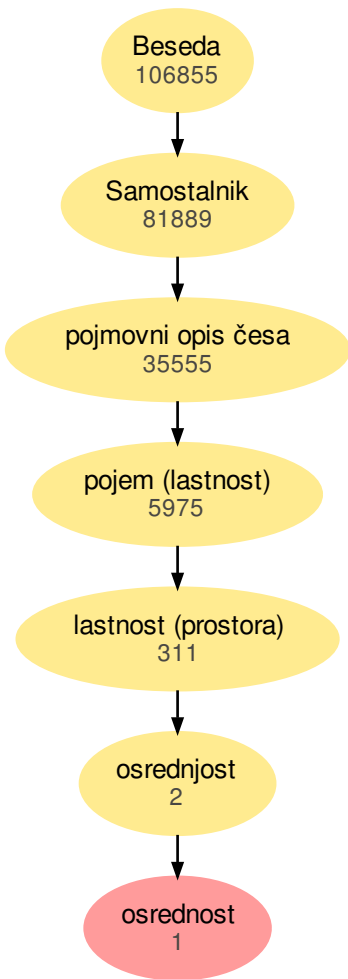 Beseda
106855
Samostalnik
81889
pojmovni opis česa
35555
pojem (lastnost)
5975
lastnost (prostora)
311
osrednjost
2
osrednost
1